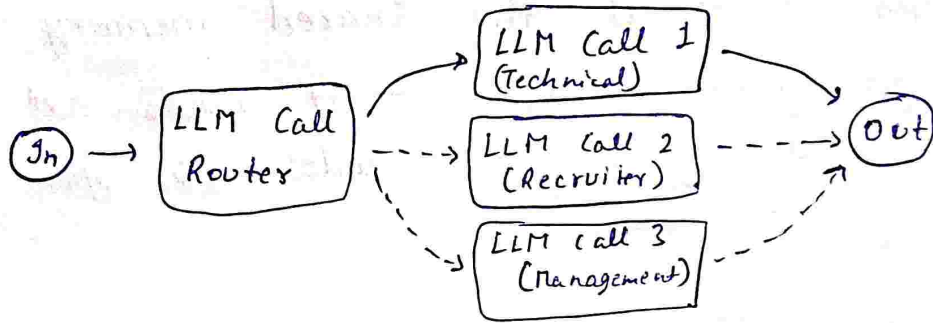 In
LLM Call
Router
LLM Call 1
(Technical)
LLM Call 2
(Recruiter)
LLM Call 3
(Management)
Out